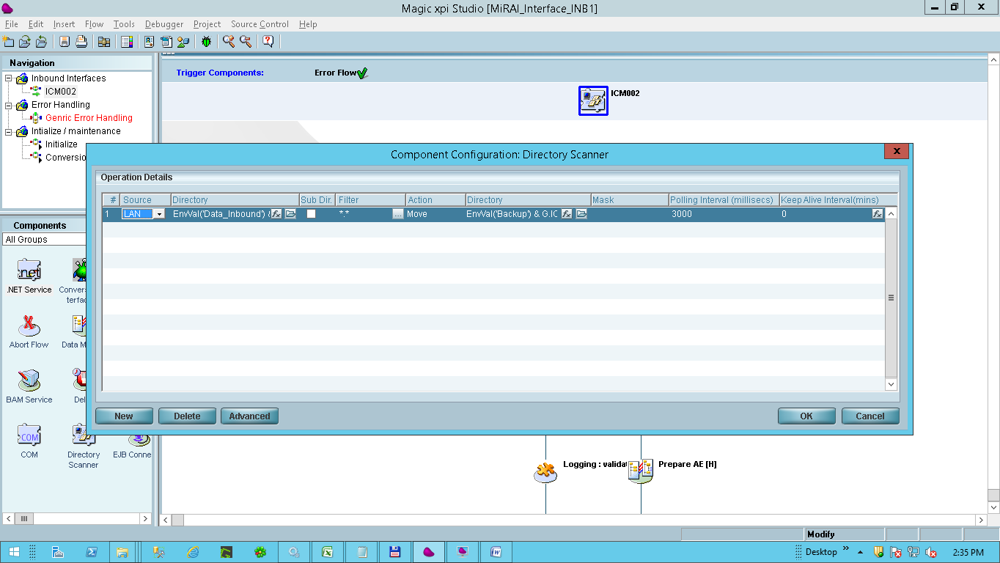 Magic xpi Studio [MiRAI_Interface_INB1]
File Edit Insert Flow Tools Debugger Project Source Control Help
Navigation
Inbound Interfaces
ICM002
Error Handling
Genric Error Handling
Intialize / maintenance
Initialize
Conversio
Trigger Components: Error Flow
ICM002
Component Configuration: Directory Scanner
Operation Details
# Source Directory Sub Dir. Filter Action Directory Mask Polling Interval (millisecs) Keep Alive Interval(mins)
1 LAN EnvVal('Data_Inbound') & *.* ... Move EnvVal('Backup') & G.IC 3000 0
New Delete Advanced OK Cancel
Components
All Groups
.NET Service Convers
terfac
Abort Flow Data M
BAM Service Del
COM Directory Scanner EJB Conne
Logging : validat Prepare AE [H]
Modify
Desktop 2:35 PM